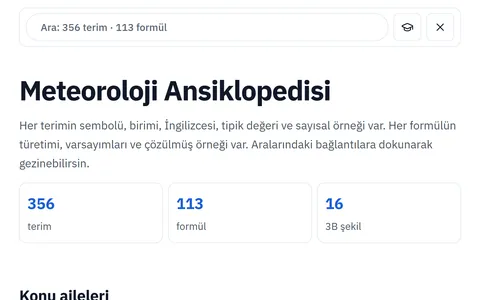 Ara: 356 terim · 113 formül
Meteoroloji Ansiklopedisi
Her terimin sembolü, birimi, İngilizcesi, tipik değeri ve sayısal örneği var. Her formülün
türetimi, varsayımları ve çözülmüş örneği var. Aralarındaki bağlantılara dokunarak
gezinebilirsin.
356 113 16
terim formül 3B şekil
Konu aileleri